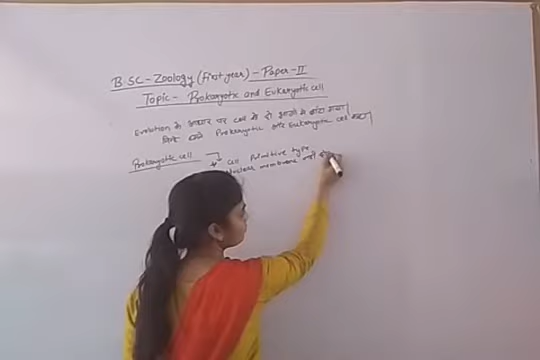 B.SC-Zoology (first year) - Paper-II
Topic- Prokaryotic and Eukaryotic cell
Evolution के आधार पर cell को दो भागों में बांटा गया।
Prokaryotic और Eukaryotic cell कहा।
Prokaryotic cell → Cell Primitive type
* Nuclear membrane नहीं